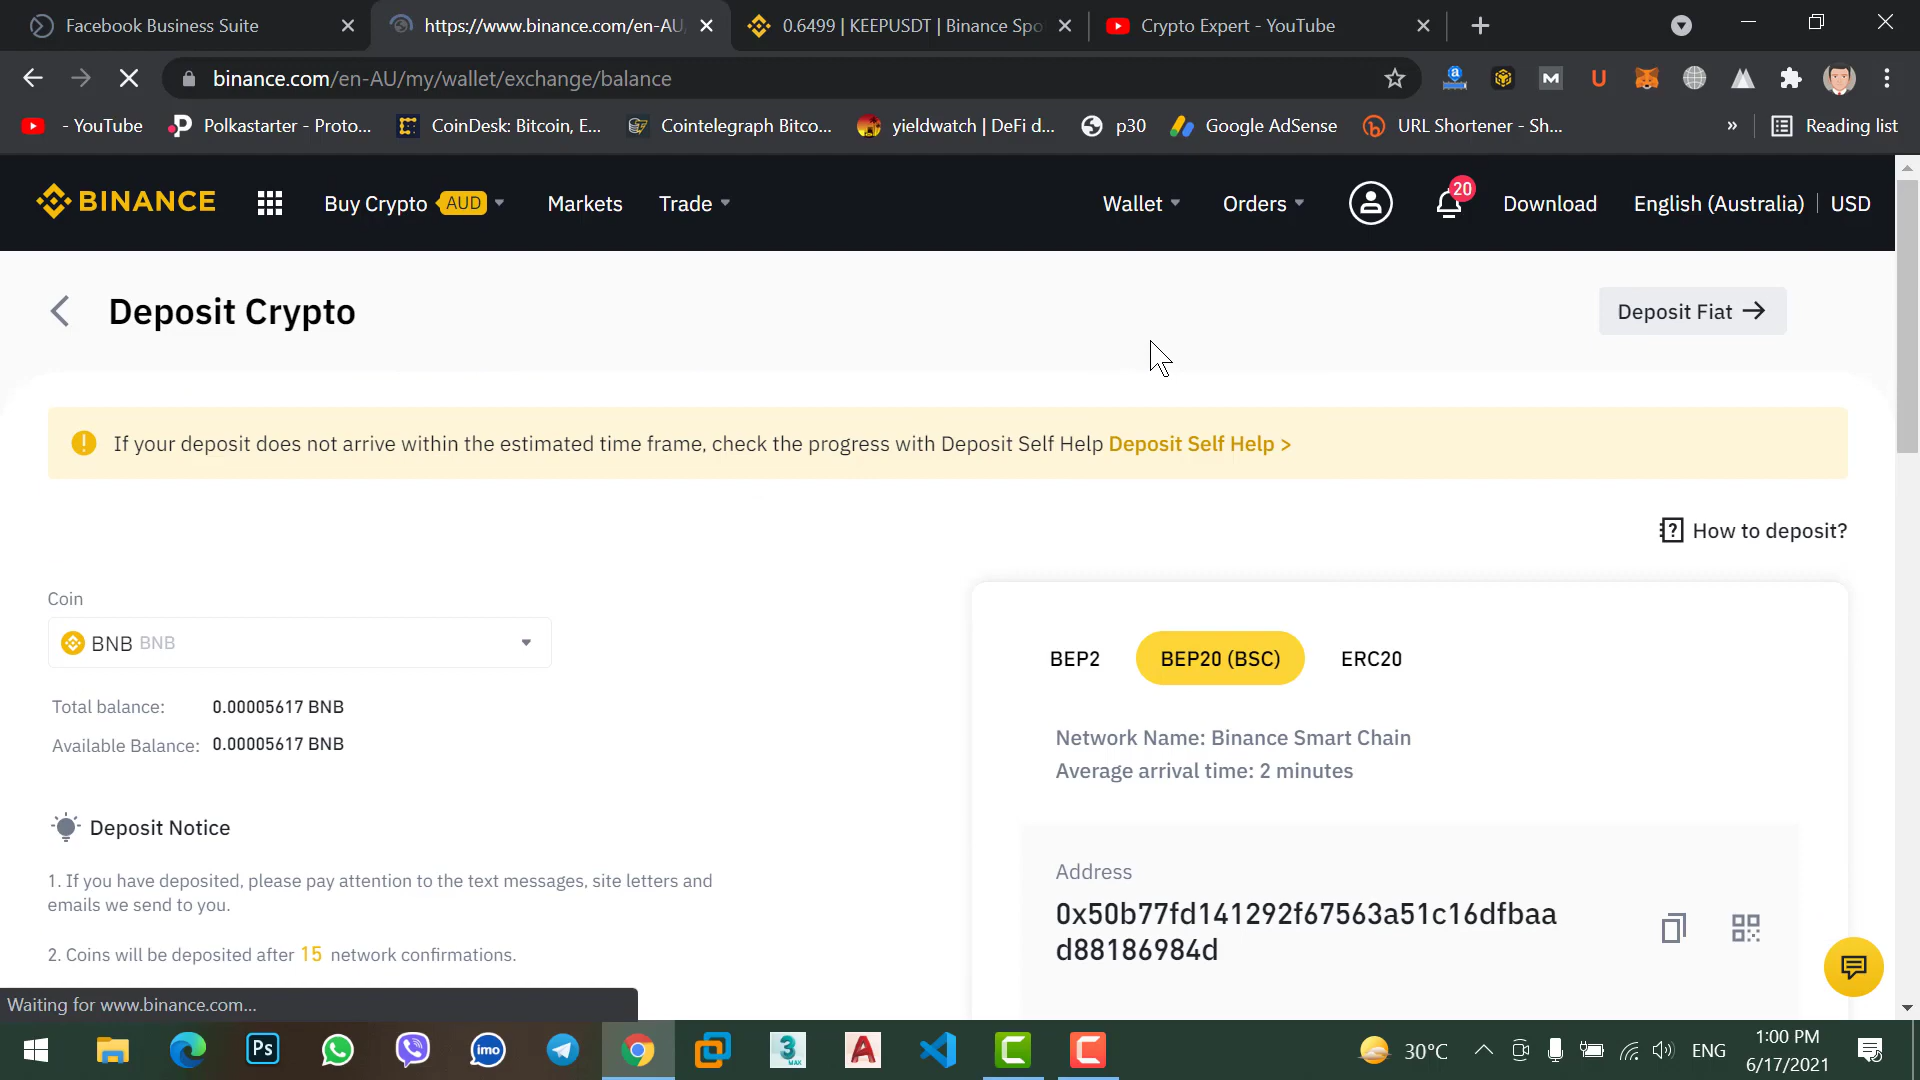 Facebook Business Suite
https://www.binance.com/en-AU/
0.6499 | KEEPUSDT | Binance Spo
Crypto Expert - YouTube
binance.com/en-AU/my/wallet/exchange/balance
- YouTube
Polkastarter - Proto...
CoinDesk: Bitcoin, E...
Cointelegraph Bitco...
yieldwatch | DeFi d...
p30
Google AdSense
URL Shortener - Sh...
»
Reading list
BINANCE
Buy Crypto AUD
Markets
Trade
Wallet
Orders
20
Download
English (Australia)
USD
Deposit Crypto
Deposit Fiat →
If your deposit does not arrive within the estimated time frame, check the progress with Deposit Self Help Deposit Self Help >
How to deposit?
Coin
BNB BNB
Total balance: 0.00005617 BNB
Available Balance: 0.00005617 BNB
Deposit Notice
1. If you have deposited, please pay attention to the text messages, site letters and
emails we send to you.
2. Coins will be deposited after 15 network confirmations.
BEP2
BEP20 (BSC)
ERC20
Network Name: Binance Smart Chain
Average arrival time: 2 minutes
Address
0x50b77fd141292f67563a51c16dfbaa
d88186984d
Waiting for www.binance.com...
Ps
imo
3
MAX
30°C
ENG
1:00 PM
6/17/2021